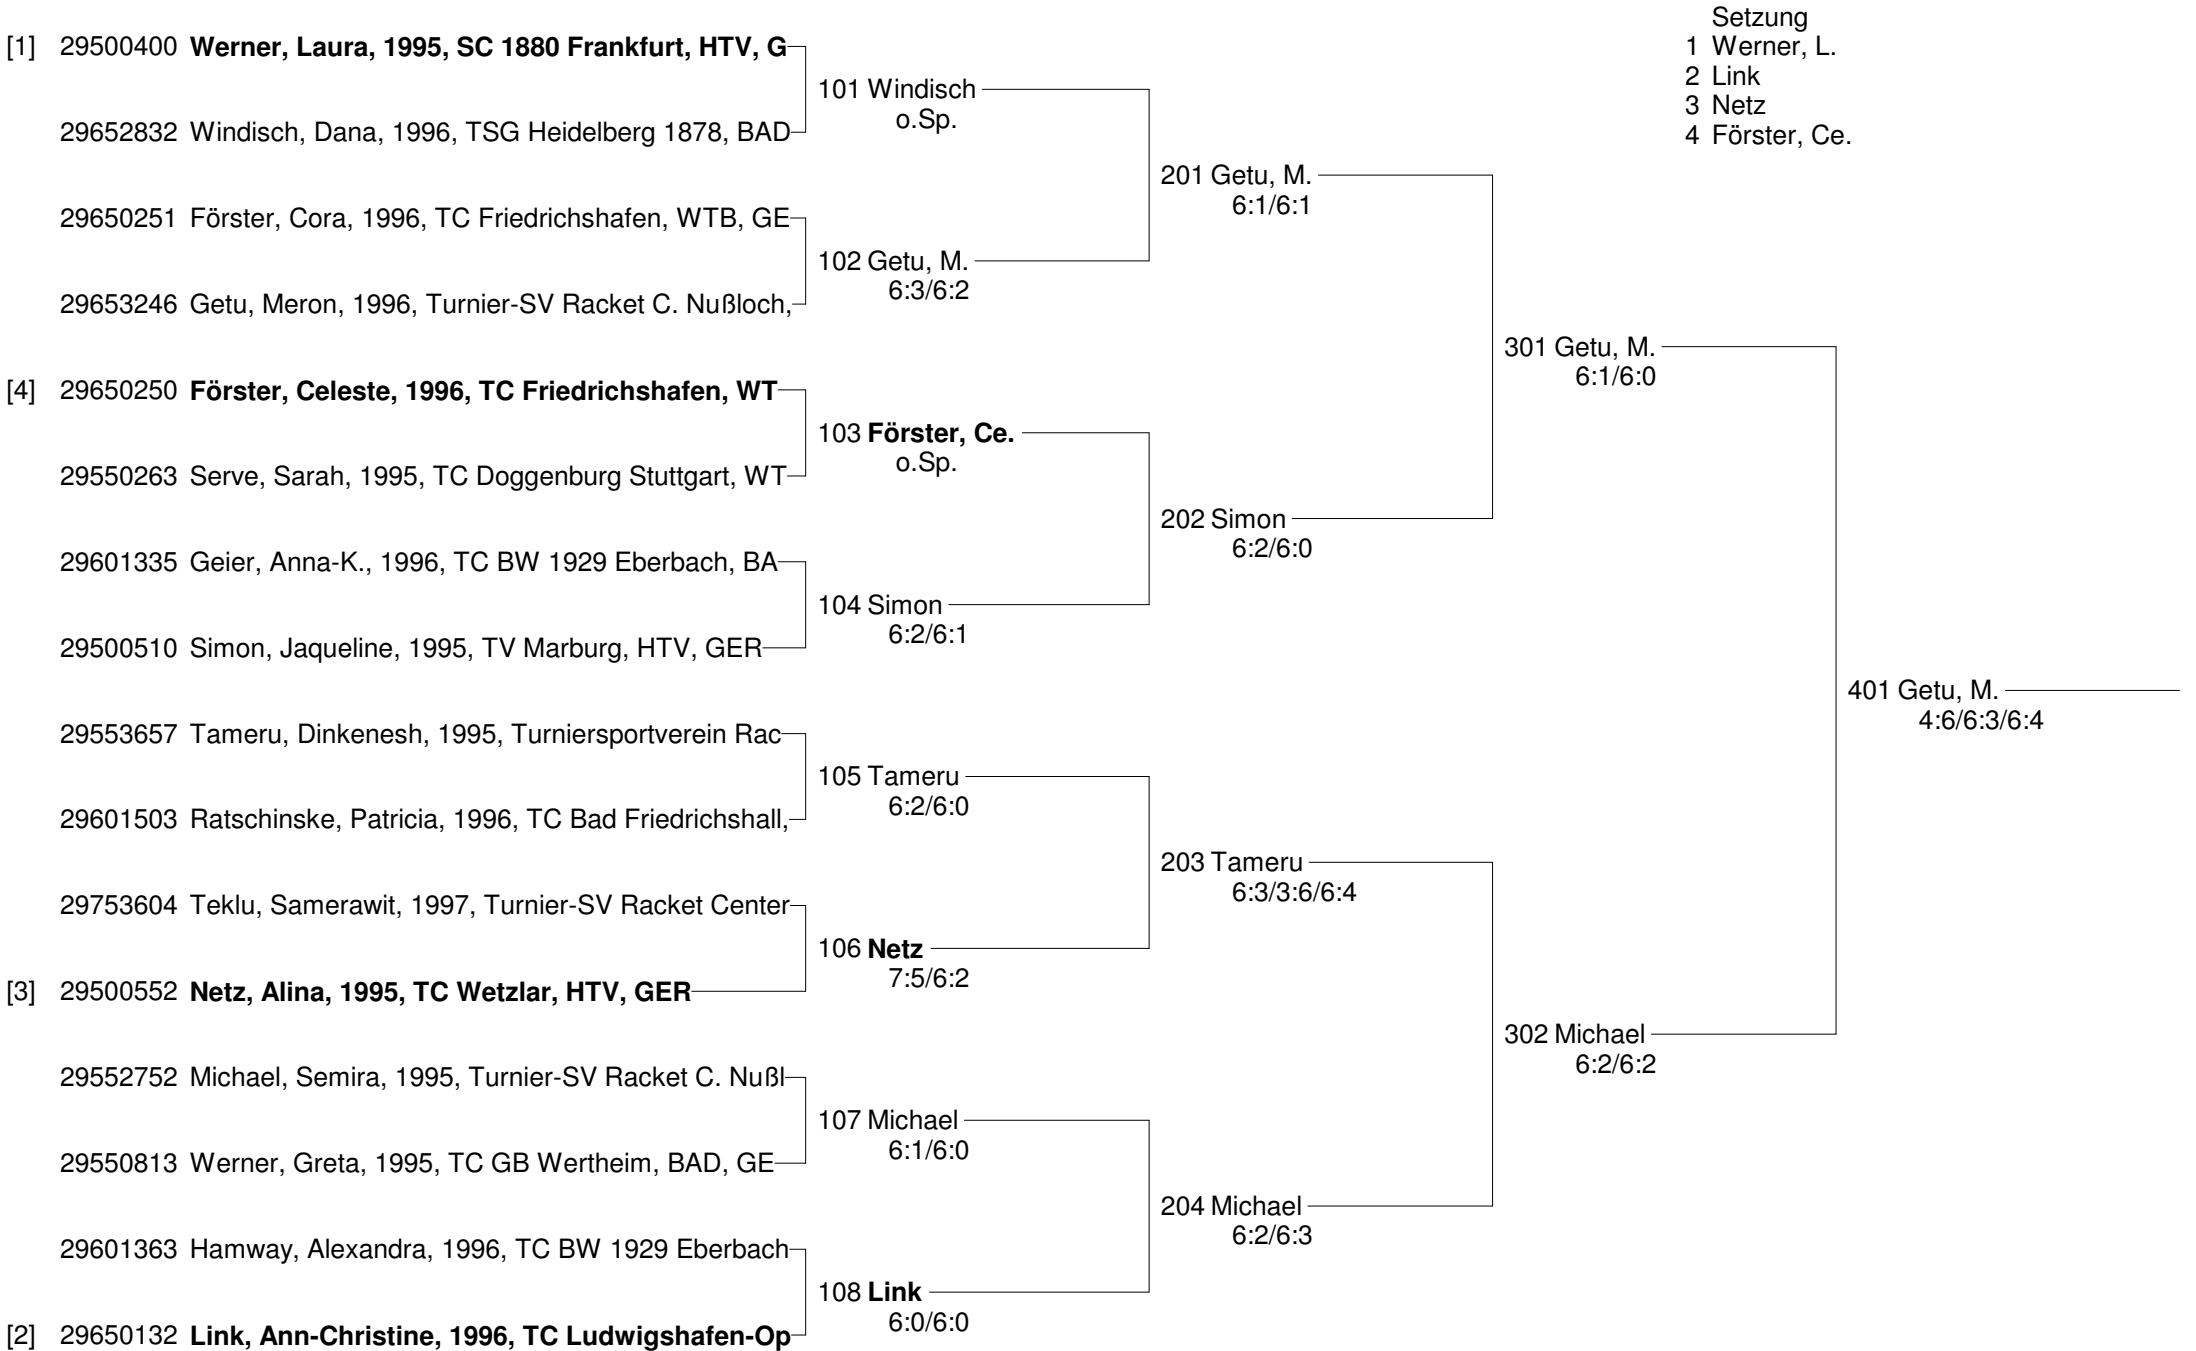 Setzung
1 Werner, L.
2 Link
3 Netz
4 Förster, Ce.
[1] 29500400 Werner, Laura, 1995, SC 1880 Frankfurt, HTV, G
29652832 Windisch, Dana, 1996, TSG Heidelberg 1878, BAD
29650251 Förster, Cora, 1996, TC Friedrichshafen, WTB, GE
29653246 Getu, Meron, 1996, Turnier-SV Racket C. Nußloch,
[4] 29650250 Förster, Celeste, 1996, TC Friedrichshafen, WT
29550263 Serve, Sarah, 1995, TC Doggenburg Stuttgart, WT
29601335 Geier, Anna-K., 1996, TC BW 1929 Eberbach, BA
29500510 Simon, Jaqueline, 1995, TV Marburg, HTV, GER
29553657 Tameru, Dinkenesh, 1995, Turniersportverein Rac
29601503 Ratschinske, Patricia, 1996, TC Bad Friedrichshall,
29753604 Teklu, Samerawit, 1997, Turnier-SV Racket Center
[3] 29500552 Netz, Alina, 1995, TC Wetzlar, HTV, GER
29552752 Michael, Semira, 1995, Turnier-SV Racket C. Nußl
29550813 Werner, Greta, 1995, TC GB Wertheim, BAD, GE
29601363 Hamway, Alexandra, 1996, TC BW 1929 Eberbach
[2] 29650132 Link, Ann-Christine, 1996, TC Ludwigshafen-Op
101 Windisch
o.Sp.
102 Getu, M.
6:3/6:2
103 Förster, Ce.
o.Sp.
104 Simon
6:2/6:1
105 Tameru
6:2/6:0
106 Netz
7:5/6:2
107 Michael
6:1/6:0
108 Link
6:0/6:0
201 Getu, M.
6:1/6:1
202 Simon
6:2/6:0
203 Tameru
6:3/3:6/6:4
204 Michael
6:2/6:3
301 Getu, M.
6:1/6:0
302 Michael
6:2/6:2
401 Getu, M.
4:6/6:3/6:4